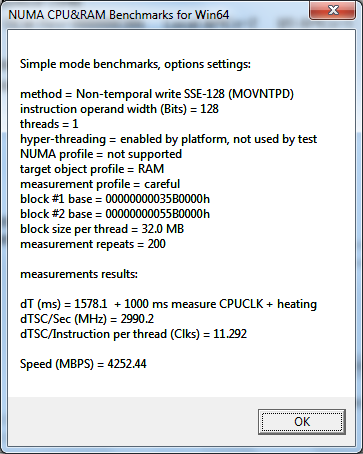 NUMA CPU&RAM Benchmarks for Win64
Simple mode benchmarks, options settings:
method = Non-temporal write SSE-128 (MOVNTPD)
instruction operand width (Bits) = 128
threads = 1
hyper-threading = enabled by platform, not used by test
NUMA profile = not supported
target object profile = RAM
measurement profile = careful
block #1 base = 0000000035B0000h
block #2 base = 0000000055B0000h
block size per thread = 32.0 MB
measurement repeats = 200
measurements results:
dT (ms) = 1578.1  + 1000 ms measure CPUCLK + heating
dTSC/Sec (MHz) = 2990.2
dTSC/Instruction per thread (Clks) = 11.292
Speed (MBPS) = 4252.44
OK